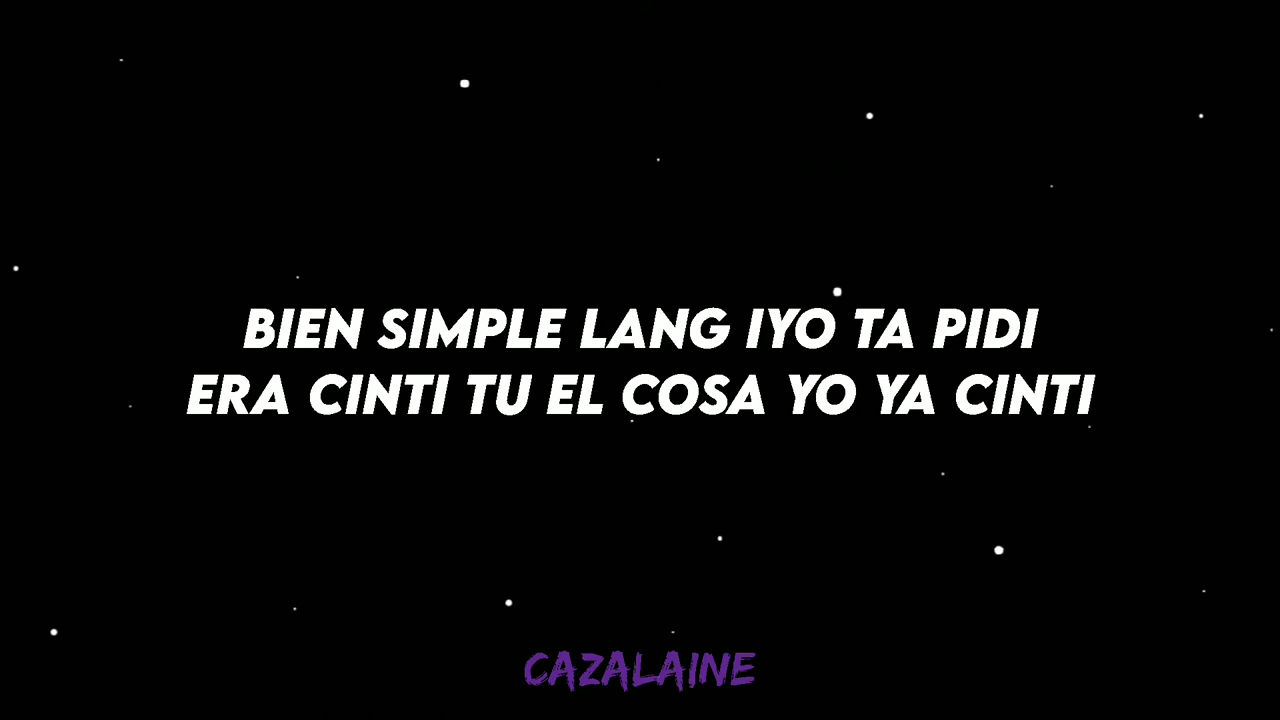 BIEN SIMPLE LANG IYO TA PIDI
ERA CINTI TU EL COSA YO YA CINTI
CAZALAINE